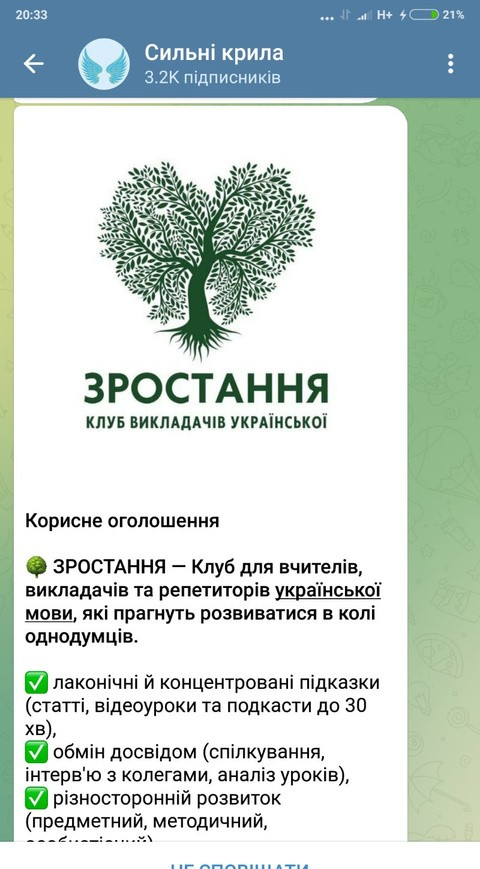 20:33
H+ 21%
Сильні крила
3.2K підписників
ЗРОСТАННЯ
КЛУБ ВИКЛАДАЧІВ УКРАЇНСЬКОЇ
Корисне оголошення
ЗРОСТАННЯ — Клуб для вчителів,
викладачів та репетиторів української
мови, які прагнуть розвиватися в колі
однодумців.
✅ лаконічні й концентровані підказки
(статті, відеоуроки та подкасти до 30
хв),
✅ обмін досвідом (спілкування,
інтерв'ю з колегами, аналіз уроків),
✅ різносторонній розвиток
(предметний, методичний,